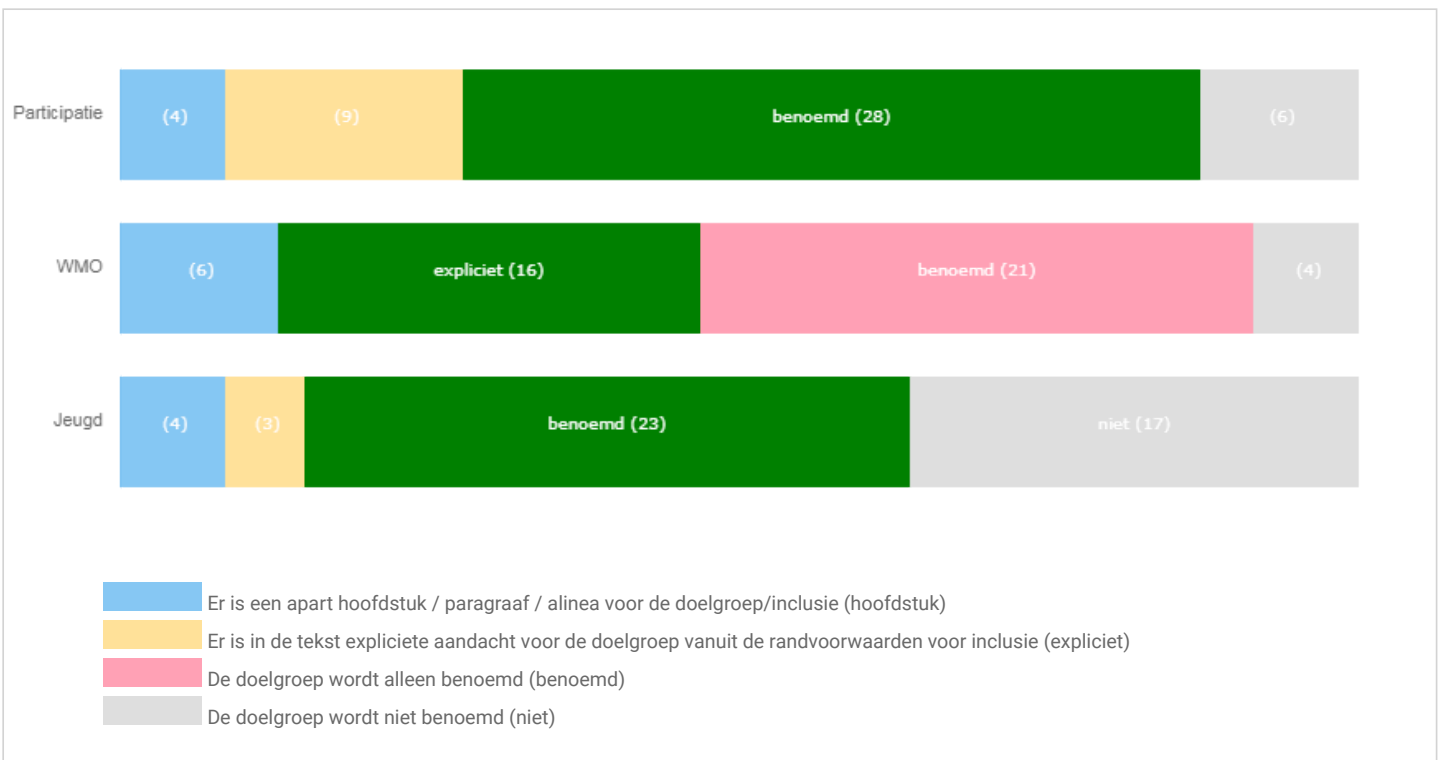 Participatie (4) (9) benoemd (28) (6)
WMO (6) expliciet (16) benoemd (21) (4)
Jeugd (4) (3) benoemd (23) niet (17)
Er is een apart hoofdstuk / paragraaf / alinea voor de doelgroep/inclusie (hoofdstuk)
Er is in de tekst expliciete aandacht voor de doelgroep vanuit de randvoorwaarden voor inclusie (expliciet)
De doelgroep wordt alleen benoemd (benoemd)
De doelgroep wordt niet benoemd (niet)